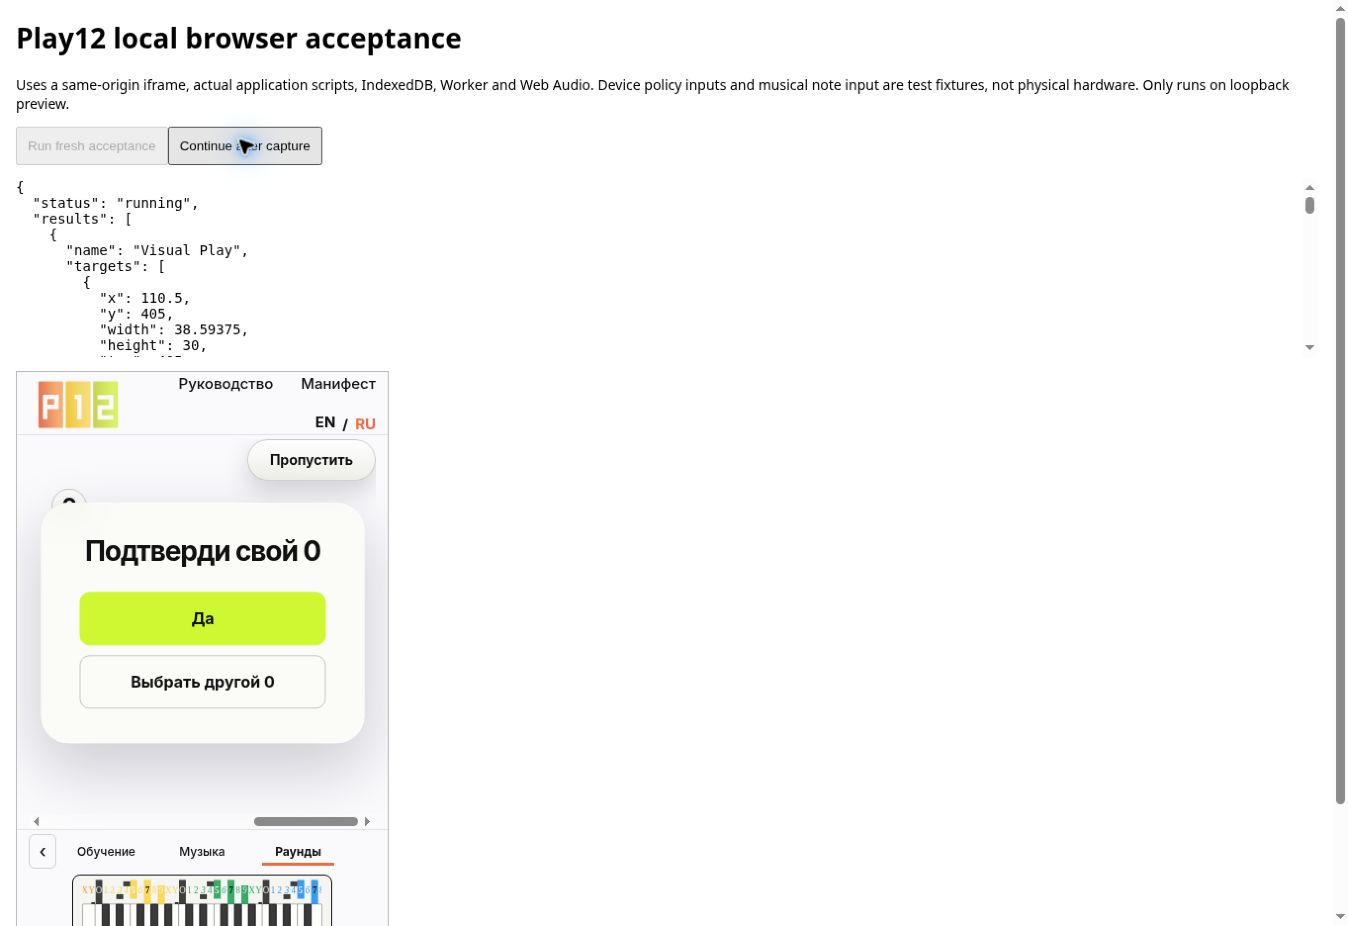 Play12 local browser acceptance
Uses a same-origin iframe, actual application scripts, IndexedDB, Worker and Web Audio. Device policy inputs and musical note input are test fixtures, not physical hardware. Only runs on loopback
preview.
Run fresh acceptance
Continue after capture
{
"status": "running",
"results": [
{
"name": "Visual Play",
"targets": [
{
"x": 110.5,
"y": 405,
"width": 38.59375,
"height": 30,
P12
Руководство
Манифест
EN / RU
Пропустить
Подтверди свой 0
Да
Выбрать другой 0
Обучение
Музыка
Раунды